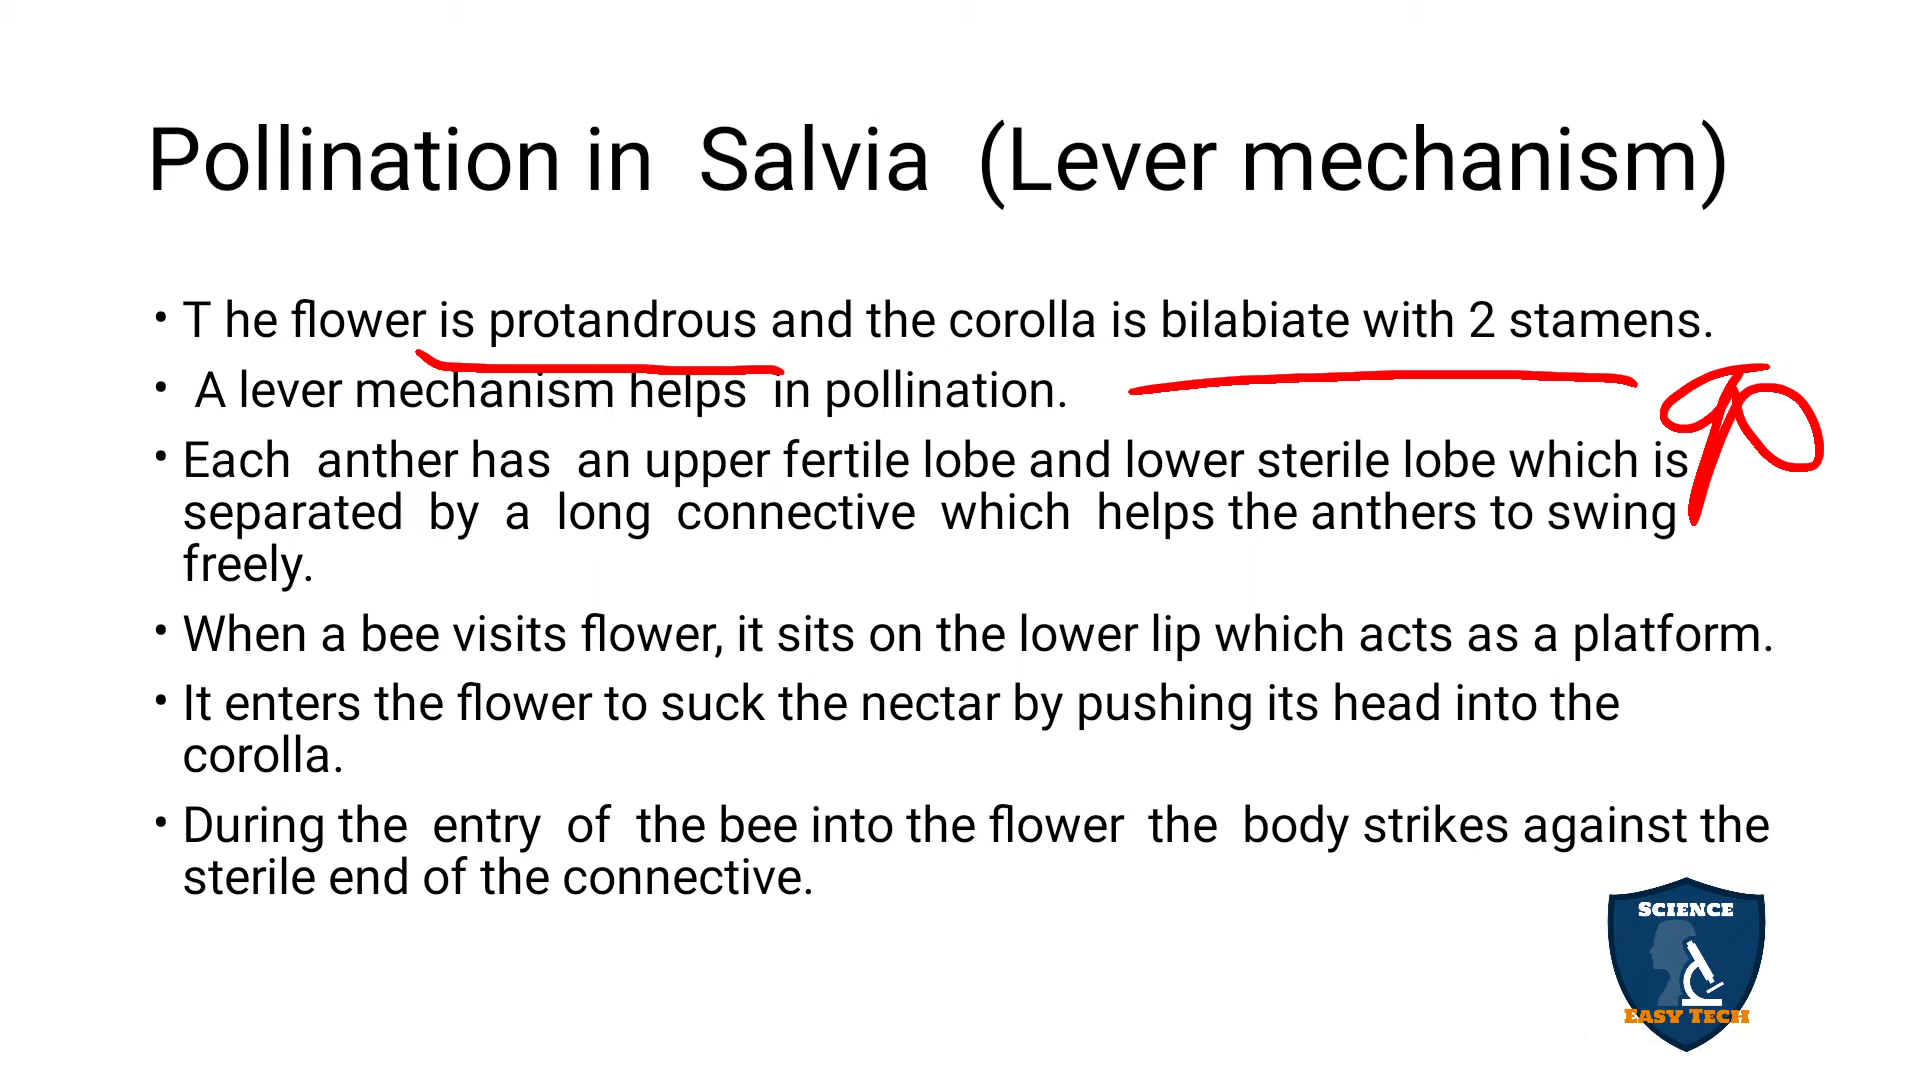 Pollination in Salvia (Lever mechanism)
• T he flower is protandrous and the corolla is bilabiate with 2 stamens.
• A lever mechanism helps in pollination.
• Each anther has an upper fertile lobe and lower sterile lobe which is
separated by a long connective which helps the anthers to swing
freely.
• When a bee visits flower, it sits on the lower lip which acts as a platform.
• It enters the flower to suck the nectar by pushing its head into the
corolla.
• During the entry of the bee into the flower the body strikes against the
sterile end of the connective.
SCIENCE
EASY TECH